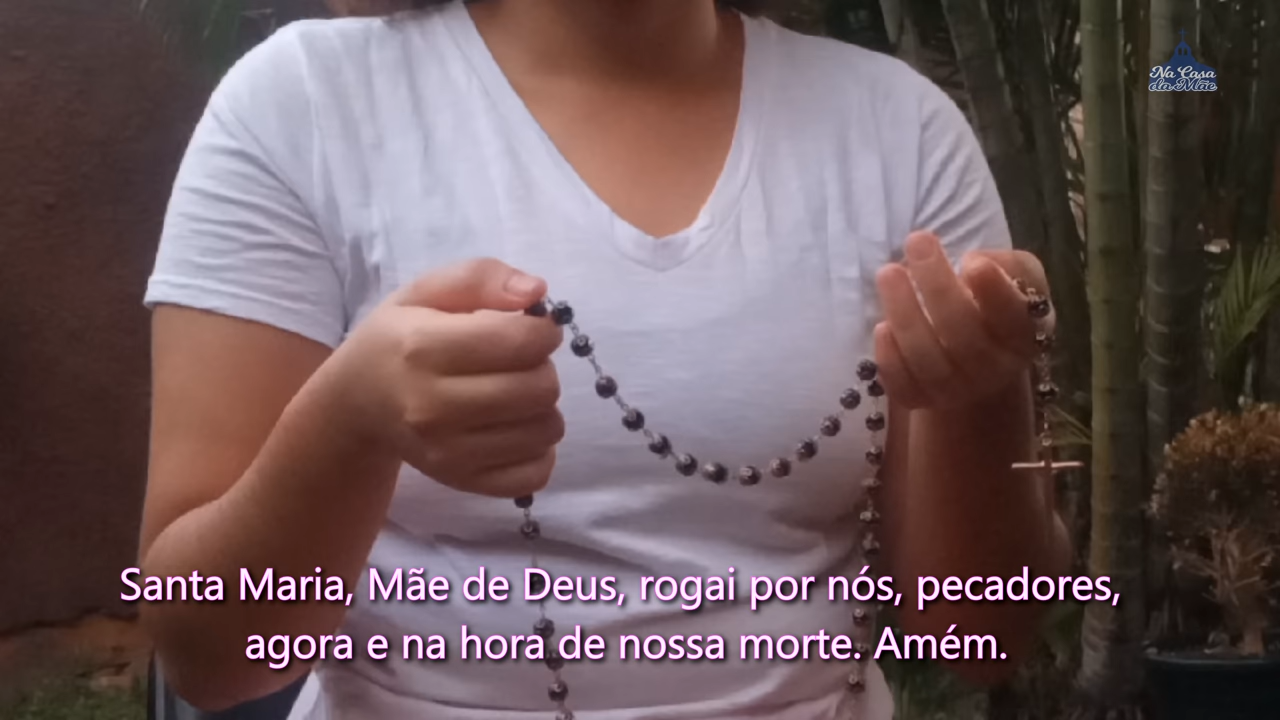 Na Casa
da Mãe
Santa Maria, Mãe de Deus, rogai por nós, pecadores,
agora e na hora de nossa morte. Amém.